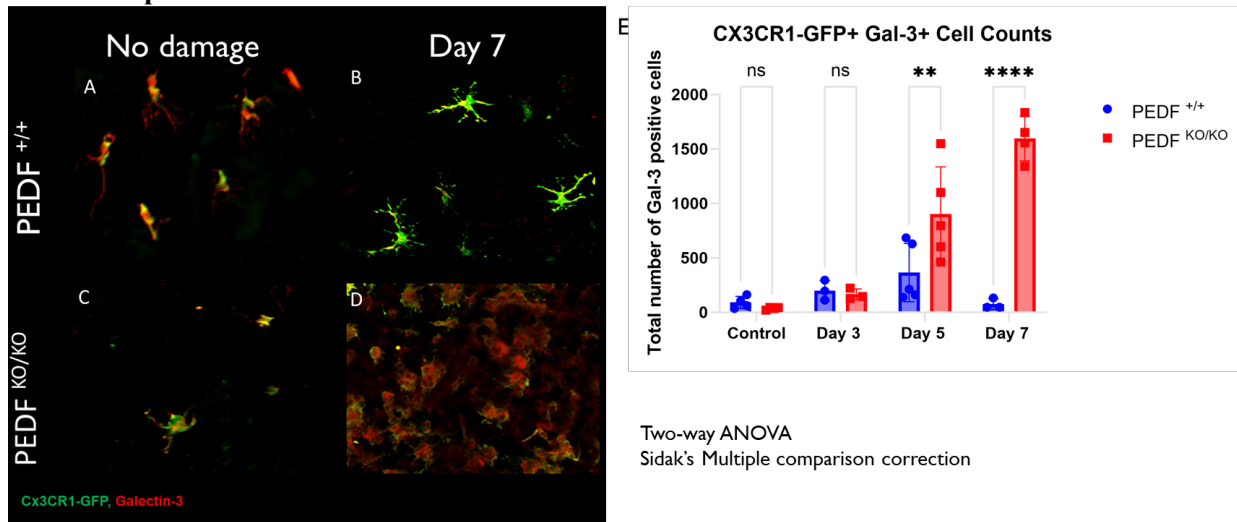 No damage
Day 7
A
B
PEDF +/+
C
D
PEDF KO/KO
Cx3CR1-GFP, Galectin-3
E
CX3CR1-GFP+ Gal-3+ Cell Counts
ns
ns
**
****
Total number of Gal-3 positive cells
2000
1500
1000
500
0
Control
Day 3
Day 5
Day 7
PEDF +/+
PEDF KO/KO
Two-way ANOVA
Sidak's Multiple comparison correction